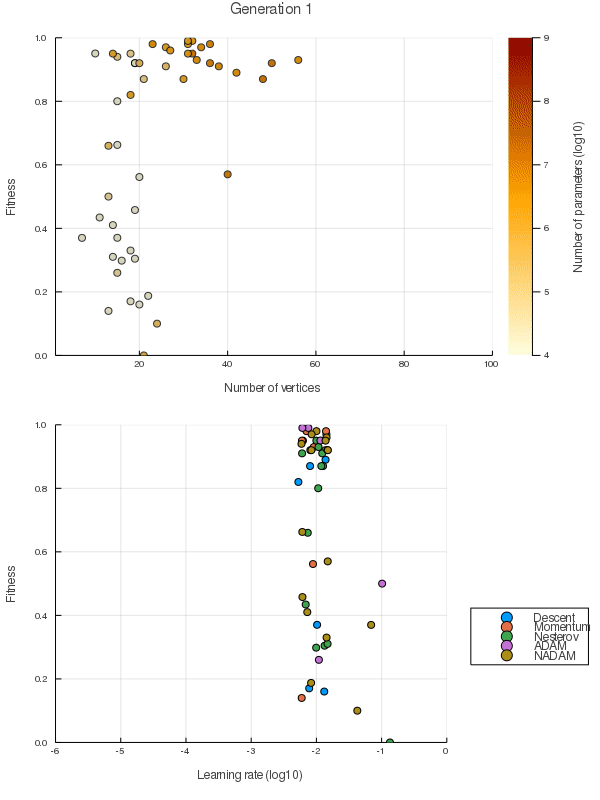 Generation 1
1.0
0.8
0.6
0.4
0.2
0.0
Fitness
20
40
60
80
100
Number of vertices
9
8
7
6
5
4
Number of parameters (log10)
1.0
0.8
0.6
0.4
0.2
0.0
Fitness
-6
-5
-4
-3
-2
-1
0
Learning rate (log10)
Descent
Momentum
Nesterov
ADAM
NADAM